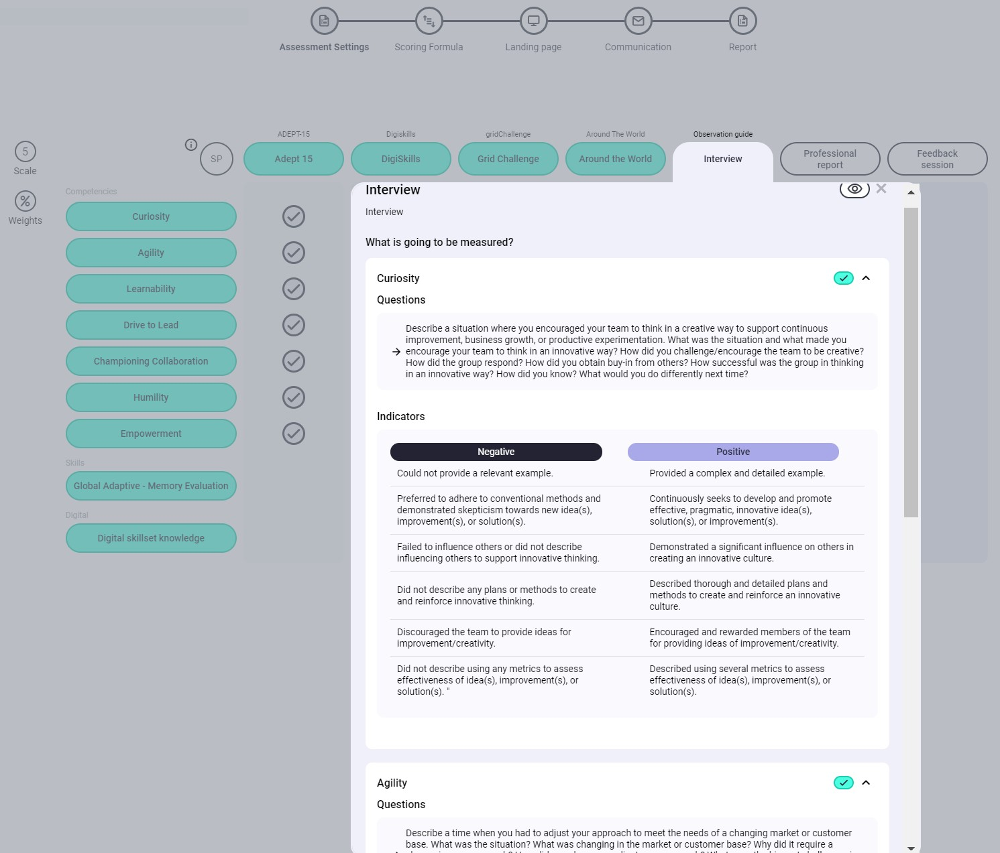 Assessment Settings
Scoring Formula
Landing page
Communication
Report
5
Scale
%
Weights
SP
ADEPT-15
Adept 15
Digiskills
DigiSkills
gridChallenge
Grid Challenge
Around The World
Around the World
Observation guide
Interview
Professional
report
Feedback
session
Competencies
Curiosity
Agility
Learnability
Drive to Lead
Championing Collaboration
Humility
Empowerment
Skills
Global Adaptive - Memory Evaluation
Digital
Digital skillset knowledge
Interview
Interview
What is going to be measured?
Curiosity
Questions
Describe a situation where you encouraged your team to think in a creative way to support continuous
improvement, business growth, or productive experimentation. What was the situation and what made you
encourage your team to think in an innovative way? How did you challenge/encourage the team to be creative?
How did the group respond? How did you obtain buy-in from others? How successful was the group in thinking
in an innovative way? How did you know? What would you do differently next time?
Indicators
Negative
Positive
Could not provide a relevant example.
Provided a complex and detailed example.
Preferred to adhere to conventional methods and
demonstrated skepticism towards new idea(s),
improvement(s), or solution(s).
Continuously seeks to develop and promote
effective, pragmatic, innovative idea(s),
solution(s), or improvement(s).
Failed to influence others or did not describe
influencing others to support innovative thinking.
Demonstrated a significant influence on others in
creating an innovative culture.
Did not describe any plans or methods to create
and reinforce innovative thinking.
Described thorough and detailed plans and
methods to create and reinforce an innovative
culture.
Discouraged the team to provide ideas for
improvement/creativity.
Encouraged and rewarded members of the team
for providing ideas of improvement/creativity.
Did not describe using any metrics to assess
effectiveness of idea(s), improvement(s), or
solution(s). "
Described using several metrics to assess
effectiveness of idea(s), improvement(s), or
solution(s).
Agility
Questions
Describe a time when you had to adjust your approach to meet the needs of a changing market or customer
base. What was the situation? What was changing in the market or customer base? Why did it require a